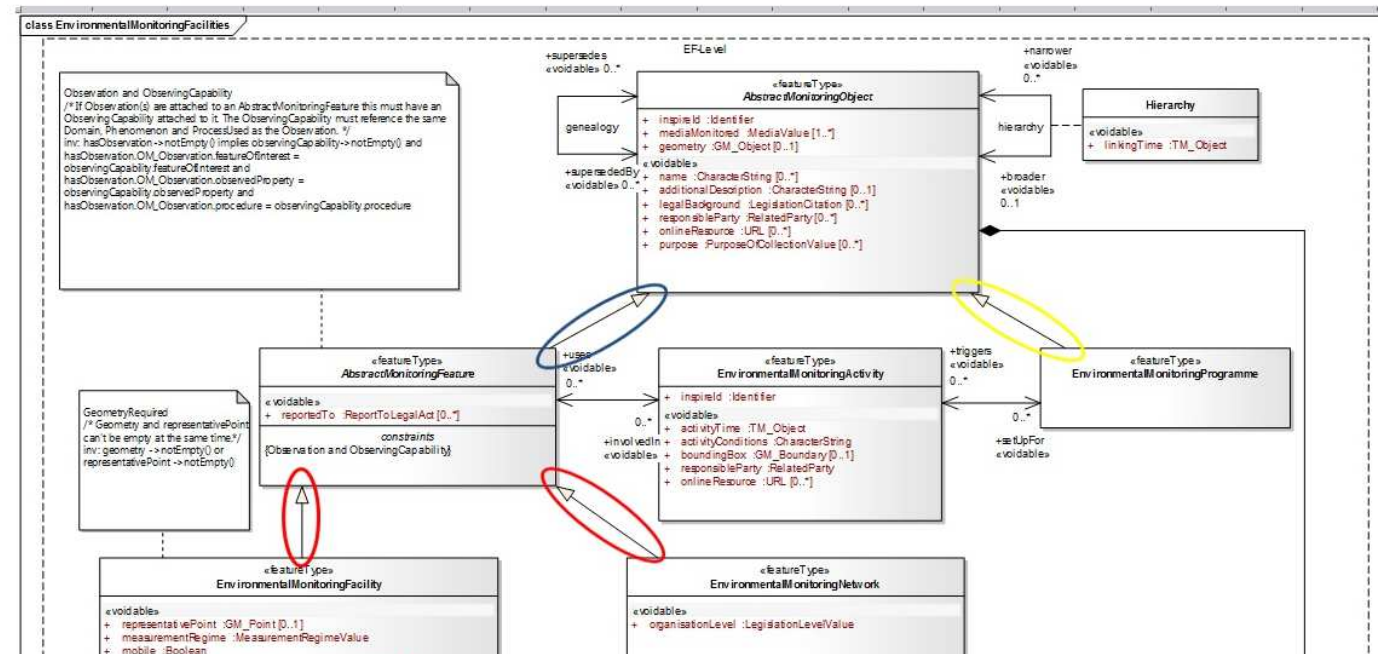 class EnvironmentalMonitoringFacilities
EF-Level
Observation and ObservingCapability
/* If Observation(s) are attached to an AbstractMonitoringFeature this must have an
ObservingCapability attached to it. The ObservingCapability must reference the same
Domain, Phenomenon and ProcessUsed as the Observation. */
inv: hasObservation->notEmpty() implies observingCapability->notEmpty() and
hasObservation.OM_Observation.featureOfInterest =
observingCapability.featureOfInterest and
hasObservation.OM_Observation.observedProperty =
observingCapability.observedProperty and
hasObservation.OM_Observation.procedure = observingCapability.procedure
+supersedes
«voidable» 0..*
genealogy
+supersededBy
«voidable» 0..*
«featureType»
AbstractMonitoringObject
+ inspireId :Identifier
+ mediaMonitored :MediaValue [1..*]
+ geometry :GM_Object [0..1]
«voidable»
+ name :CharacterString [0..*]
+ additionalDescription :CharacterString [0..1]
+ legalBackground :LegislationCitation [0..*]
+ responsibleParty :RelatedParty [0..*]
+ onlineResource :URL [0..*]
+ purpose :PurposeOfCollectionValue [0..*]
+narrower
«voidable»
0..*
hierarchy
+broader
«voidable»
0..1
Hierarchy
«voidable»
+ linkingTime :TM_Object
«featureType»
AbstractMonitoringFeature
«voidable»
+ reportedTo :ReportToLegalAct [0..*]
constraints
{Observation and ObservingCapability}
+uses
«voidable»
0..*
0..*
+involvedIn
«voidable»
«featureType»
EnvironmentalMonitoringActivity
+ inspireId :Identifier
«voidable»
+ activityTime :TM_Object
+ activityConditions :CharacterString
+ boundingBox :GM_Boundary [0..1]
+ responsibleParty :RelatedParty
+ onlineResource :URL [0..*]
+triggers
«voidable»
0..*
0..*
+setUpFor
«voidable»
«featureType»
EnvironmentalMonitoringProgramme
GeometryRequired
/* Geometry and representativePoint
can't be empty at the same time.*/
inv: geometry ->notEmpty() or
representativePoint ->notEmpty()
«featureType»
EnvironmentalMonitoringFacility
«voidable»
+ representativePoint :GM_Point [0..1]
+ measurementRegime :MeasurementRegimeValue
+ mobile :Boolean
«featureType»
EnvironmentalMonitoringNetwork
«voidable»
+ organisationLevel :LegislationLevelValue